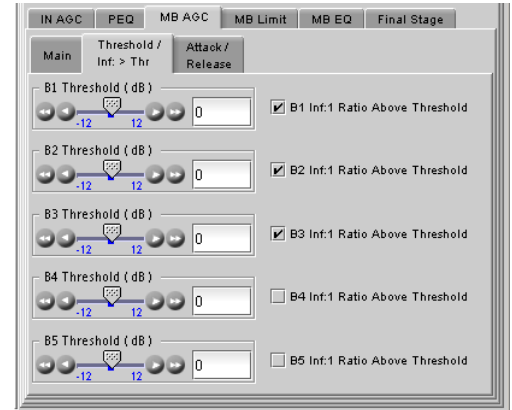 IN AGC PEQ MB AGC MB Limit MB EQ Final Stage
Main Threshold / Inf: > Thr Attack / Release
B1 Threshold ( dB )
-12 12 0 B1 Inf:1 Ratio Above Threshold
B2 Threshold ( dB )
-12 12 0 B2 Inf:1 Ratio Above Threshold
B3 Threshold ( dB )
-12 12 0 B3 Inf:1 Ratio Above Threshold
B4 Threshold ( dB )
-12 12 0 B4 Inf:1 Ratio Above Threshold
B5 Threshold ( dB )
-12 12 0 B5 Inf:1 Ratio Above Threshold